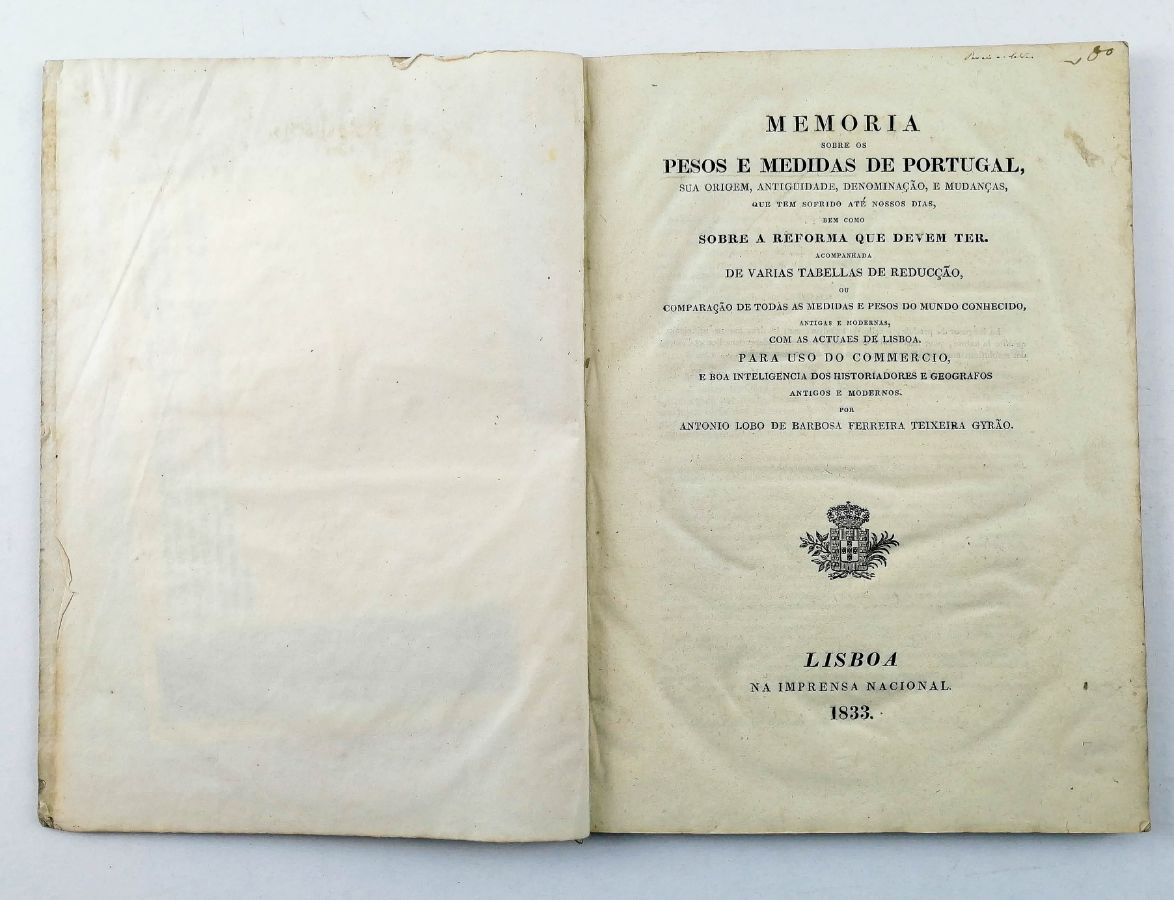 MEMORIA
SOBRE OS
PESOS E MEDIDAS DE PORTUGAL,
SUA ORIGEM, ANTIGUIDADE, DENOMINAÇÃO, E MUDANÇAS,
QUE TEM SOFRIDO ATÉ NOSSOS DIAS,
BEM COMO
SOBRE A REFORMA QUE DEVEM TER.
ACOMPANHADA
DE VARIAS TABELLAS DE REDUCÇÃO,
OU
COMPARAÇÃO DE TODAS AS MEDIDAS E PESOS DO MUNDO CONHECIDO,
ANTIGAS E MODERNAS,
COM AS ACTUAES DE LISBOA.
PARA USO DO COMMERCIO,
E BOA INTELIGENCIA DOS HISTORIADORES E GEOGRAFOS
ANTIGOS E MODERNOS.
POR
ANTONIO LOBO DE BARBOSA FERREIRA TEIXEIRA GYRÃO.
LISBOA
NA IMPRENSA NACIONAL.
1833.